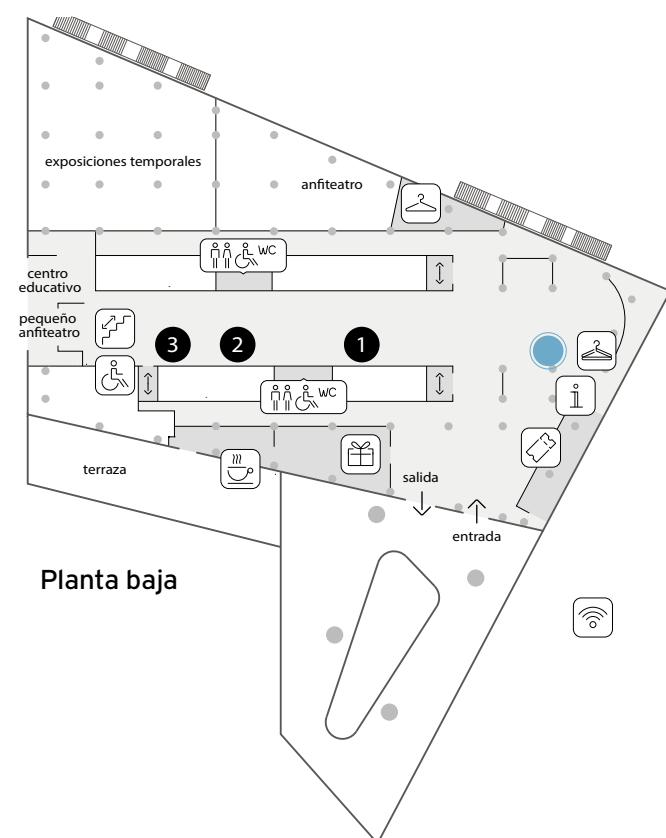 exposiciones temporales
anfiteatro
WC
centro
educativo
pequeño
anfiteatro
3
2
1
WC
i
terraza
salida
entrada
Planta baja